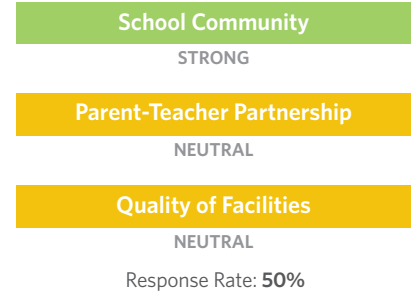 School Community
STRONG
Parent-Teacher Partnership
NEUTRAL
Quality of Facilities
NEUTRAL
Response Rate: 50%